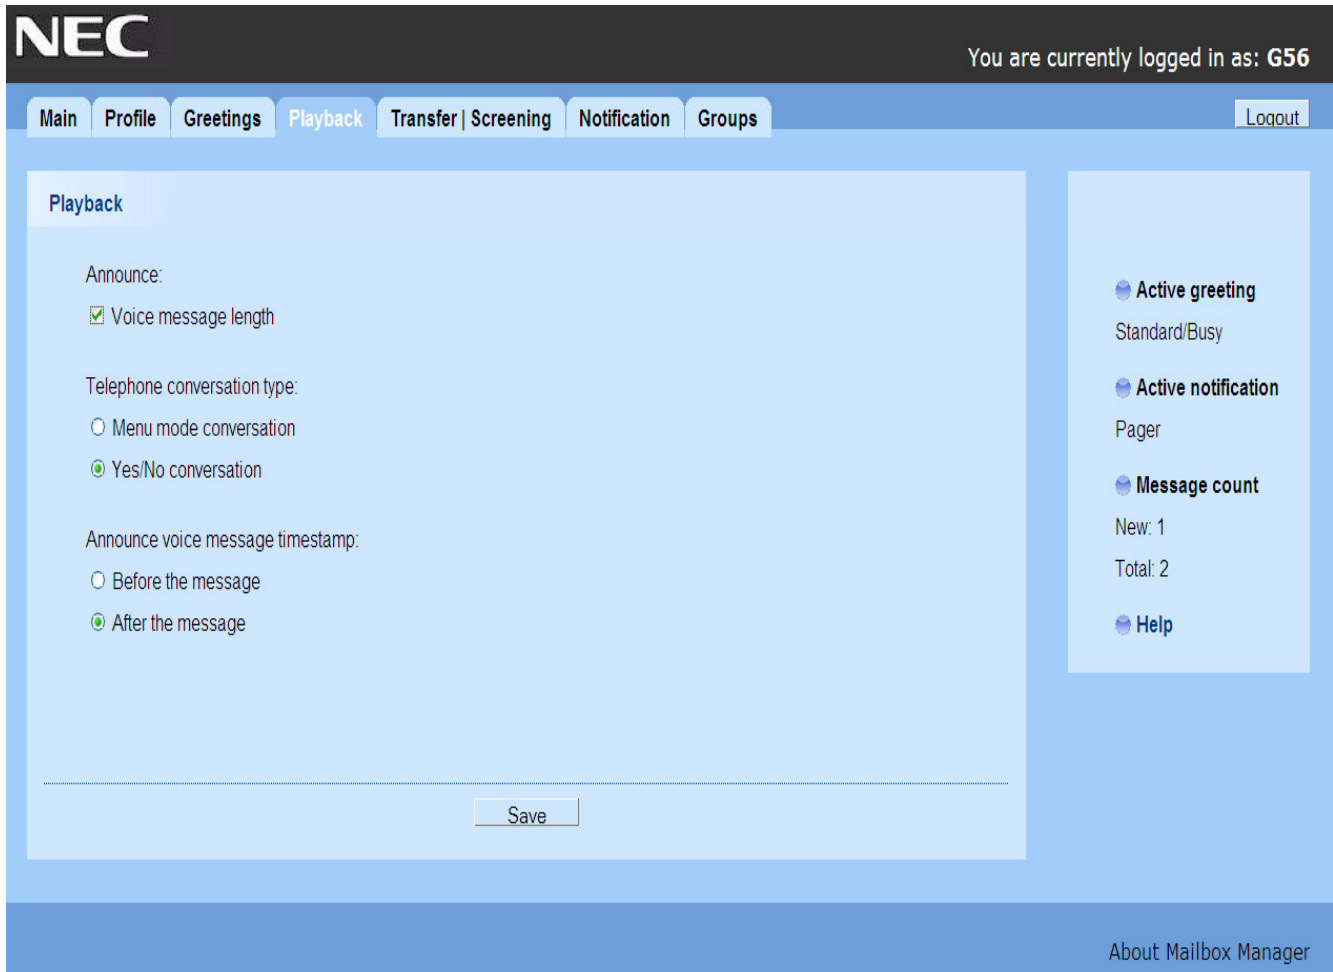 NEC
You are currently logged in as: G56
Main Profile Greetings Playback Transfer | Screening Notification Groups Logout
Playback
Announce:
Voice message length
Telephone conversation type:
Menu mode conversation
Yes/No conversation
Announce voice message timestamp:
Before the message
After the message
Save
Active greeting
Standard/Busy
Active notification
Pager
Message count
New: 1
Total: 2
Help
About Mailbox Manager